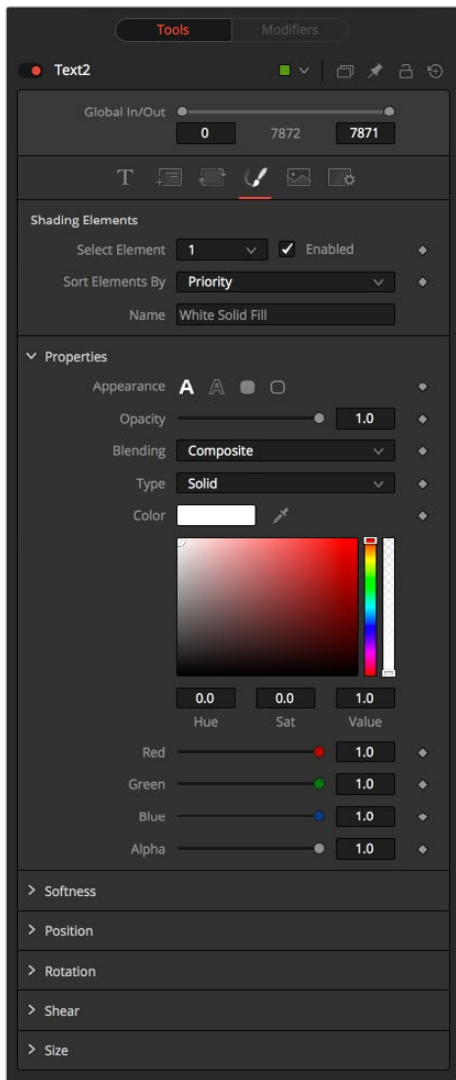 Tools Modifiers
Text2
Global In/Out
0 7872 7871
T
Shading Elements
Select Element 1 Enabled
Sort Elements By Priority
Name White Solid Fill
Properties
Appearance A A
Opacity 1.0
Blending Composite
Type Solid
Color
0.0 0.0 1.0
Hue Sat Value
Red 1.0
Green 1.0
Blue 1.0
Alpha 1.0
Softness
Position
Rotation
Shear
Size